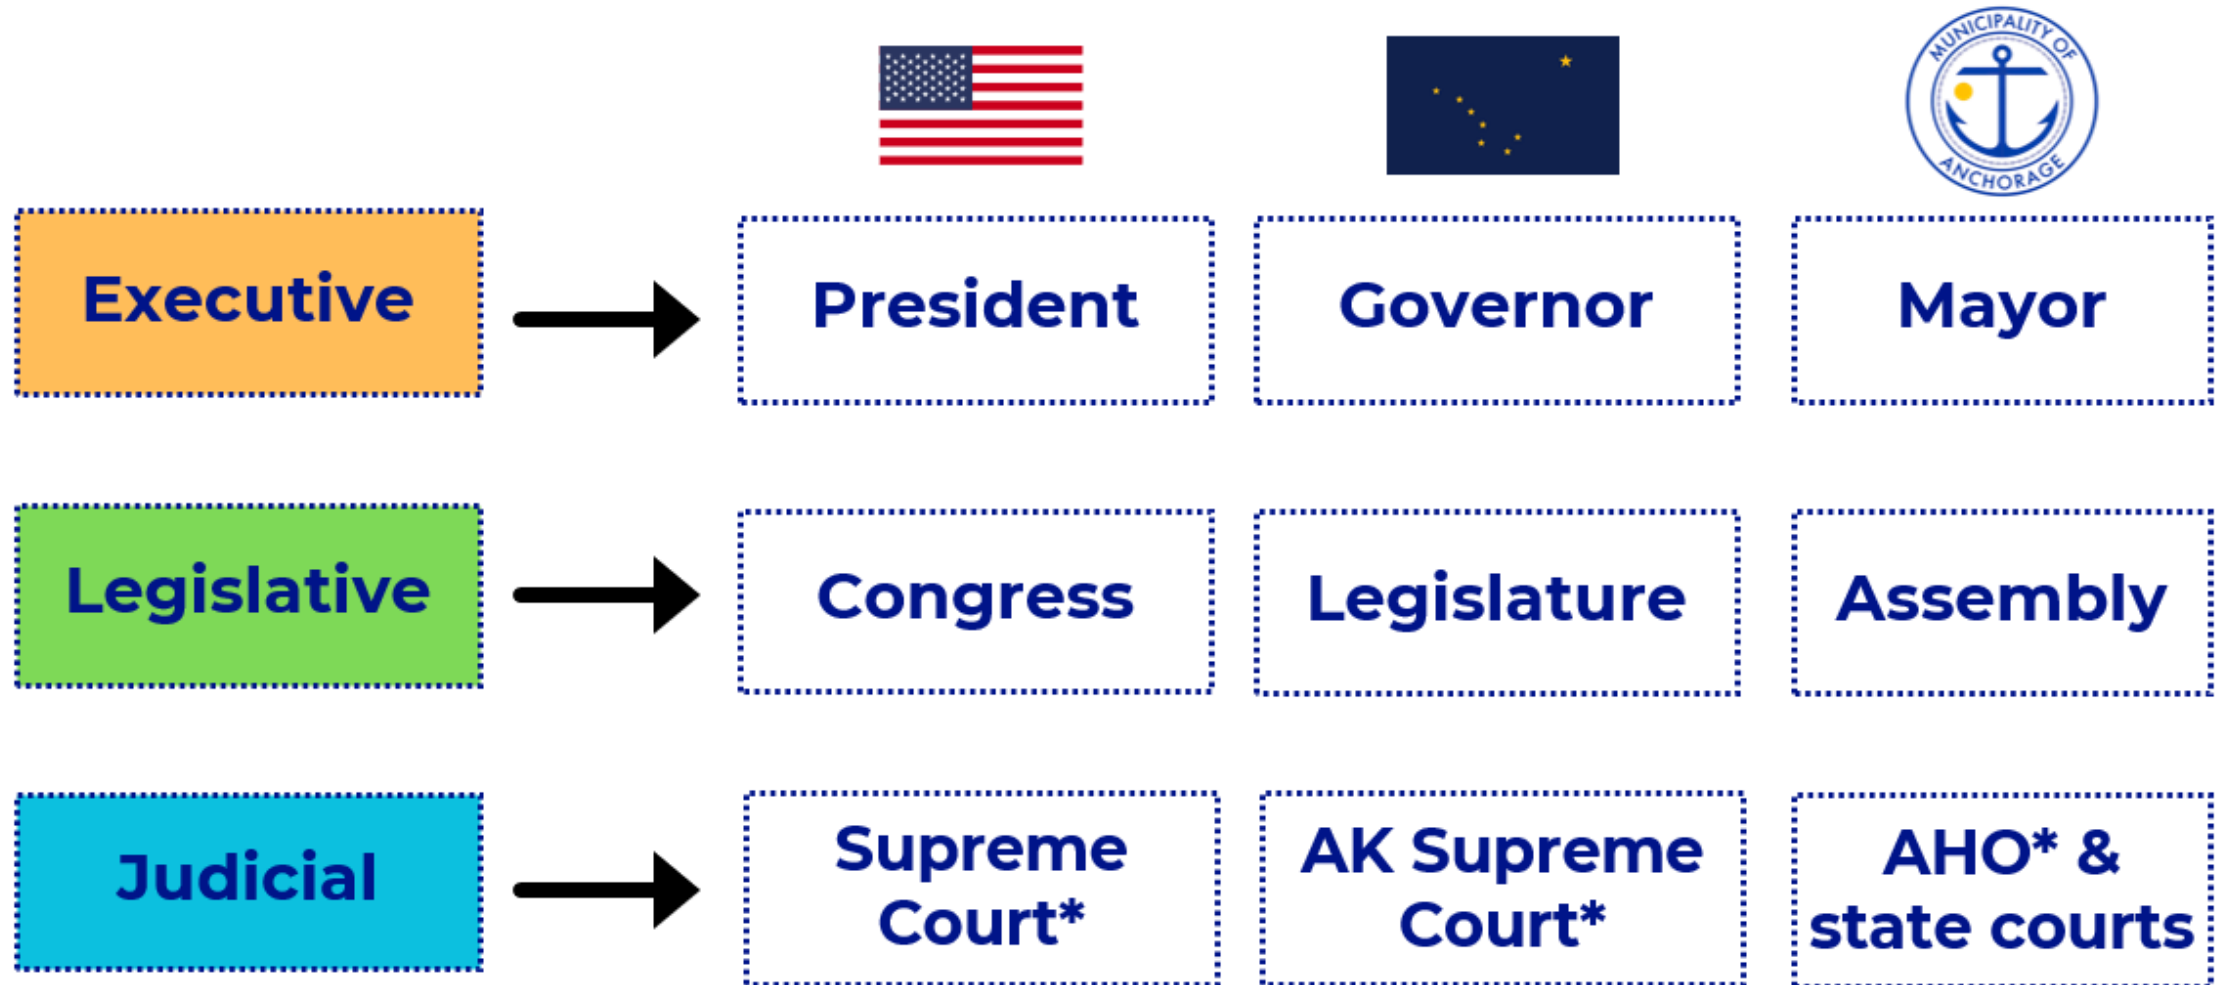 MUNICIPALITY OF
ANCHORAGE
Executive
President
Governor
Mayor
Legislative
Congress
Legislature
Assembly
Judicial
Supreme
Court*
AK Supreme
Court*
AHO* &
state courts